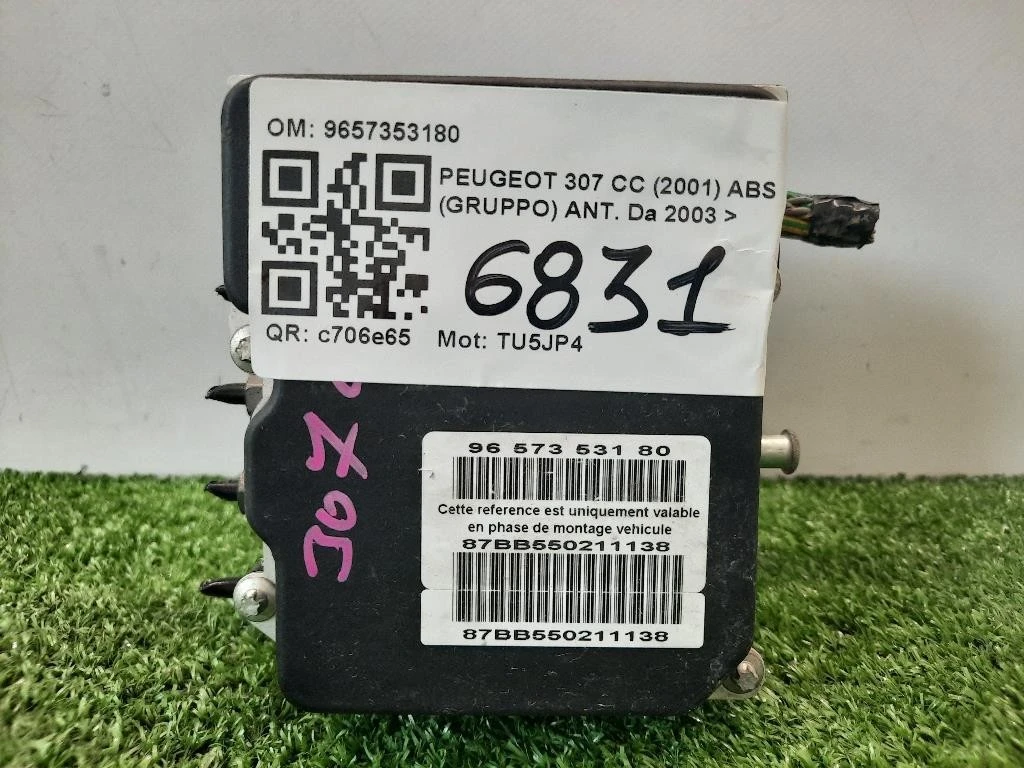 OM: 9657353180
PEUGEOT 307 CC (2001) ABS
(GRUPPO) ANT. Da 2003 >
6831
QR: c706e65 Mot: TU5JP4
307
96 573 531 80
Cette reference est uniquement valable
en phase de montage vehicule
87BB550211138
87BB550211138